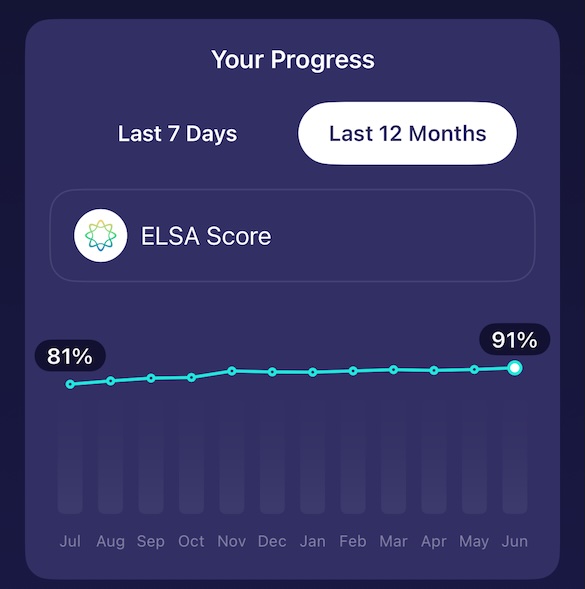 Your Progress
Last 7 Days
Last 12 Months
ELSA Score
81%
91%
Jul Aug Sep Oct Nov Dec Jan Feb Mar Apr May Jun